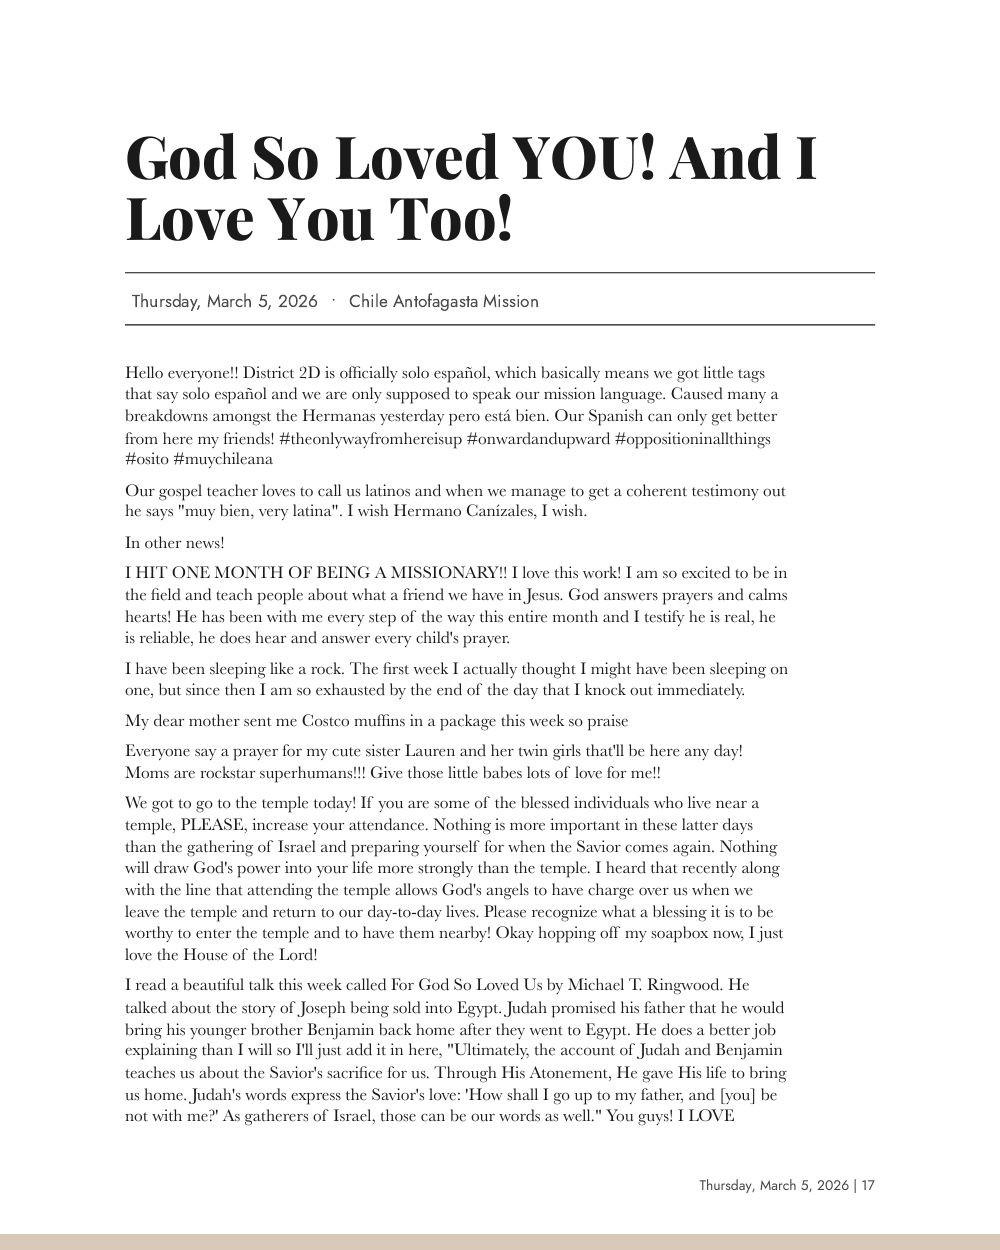 God So Loved YOU! And I
Love You Too!
Thursday, March 5, 2026 · Chile Antofagasta Mission
Hello everyone!! District 2D is officially solo español, which basically means we got little tags
that say solo español and we are only supposed to speak our mission language. Caused many a
breakdowns amongst the Hermanas yesterday pero está bien. Our Spanish can only get better
from here my friends! #theonlywayfromhereisup #onwardandupward #oppositioninallthings
#osito #muychileana
Our gospel teacher loves to call us latinos and when we manage to get a coherent testimony out
he says "muy bien, very latina". I wish Hermano Canízales, I wish.
In other news!
I HIT ONE MONTH OF BEING A MISSIONARY!! I love this work! I am so excited to be in
the field and teach people about what a friend we have in Jesus. God answers prayers and calms
hearts! He has been with me every step of the way this entire month and I testify he is real, he
is reliable, he does hear and answer every child's prayer.
I have been sleeping like a rock. The first week I actually thought I might have been sleeping on
one, but since then I am so exhausted by the end of the day that I knock out immediately.
My dear mother sent me Costco muffins in a package this week so praise
Everyone say a prayer for my cute sister Lauren and her twin girls that'll be here any day!
Moms are rockstar superhumans!!! Give those little babes lots of love for me!!
We got to go to the temple today! If you are some of the blessed individuals who live near a
temple, PLEASE, increase your attendance. Nothing is more important in these latter days
than the gathering of Israel and preparing yourself for when the Savior comes again. Nothing
will draw God's power into your life more strongly than the temple. I heard that recently along
with the line that attending the temple allows God's angels to have charge over us when we
leave the temple and return to our day-to-day lives. Please recognize what a blessing it is to be
worthy to enter the temple and to have them nearby! Okay hopping off my soapbox now, I just
love the House of the Lord!
I read a beautiful talk this week called For God So Loved Us by Michael T. Ringwood. He
talked about the story of Joseph being sold into Egypt. Judah promised his father that he would
bring his younger brother Benjamin back home after they went to Egypt. He does a better job
explaining than I will so I'll just add it in here, "Ultimately, the account of Judah and Benjamin
teaches us about the Savior's sacrifice for us. Through His Atonement, He gave His life to bring
us home. Judah's words express the Savior's love: 'How shall I go up to my father, and [you] be
not with me?' As gatherers of Israel, those can be our words as well." You guys! I LOVE
Thursday, March 5, 2026 | 17